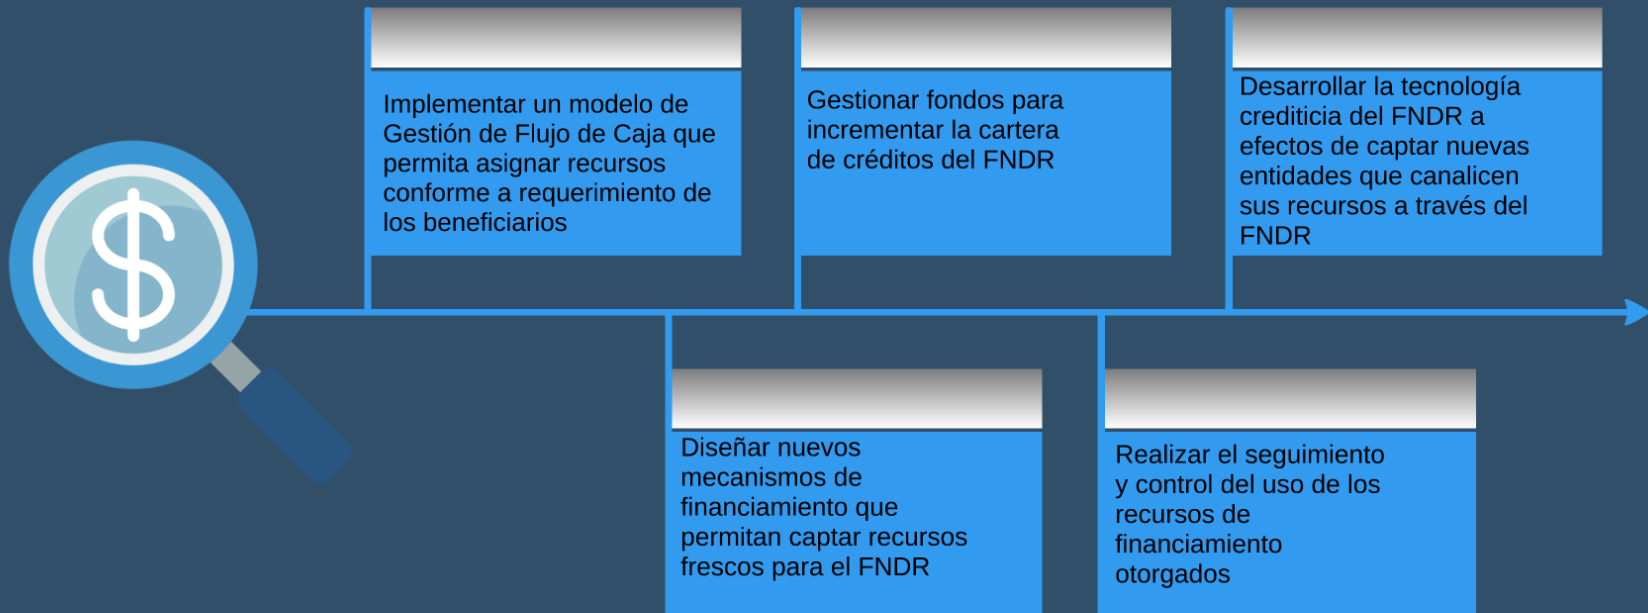 Implementar un modelo de
Gestión de Flujo de Caja que
permita asignar recursos
conforme a requerimiento de
los beneficiarios
Gestionar fondos para
incrementar la cartera
de créditos del FNDR
Desarrollar la tecnología
crediticia del FNDR a
efectos de captar nuevas
entidades que canalicen
sus recursos a través del
FNDR
$
Diseñar nuevos
mecanismos de
financiamiento que
permitan captar recursos
frescos para el FNDR
Realizar el seguimiento
y control del uso de los
recursos de
financiamiento
otorgados